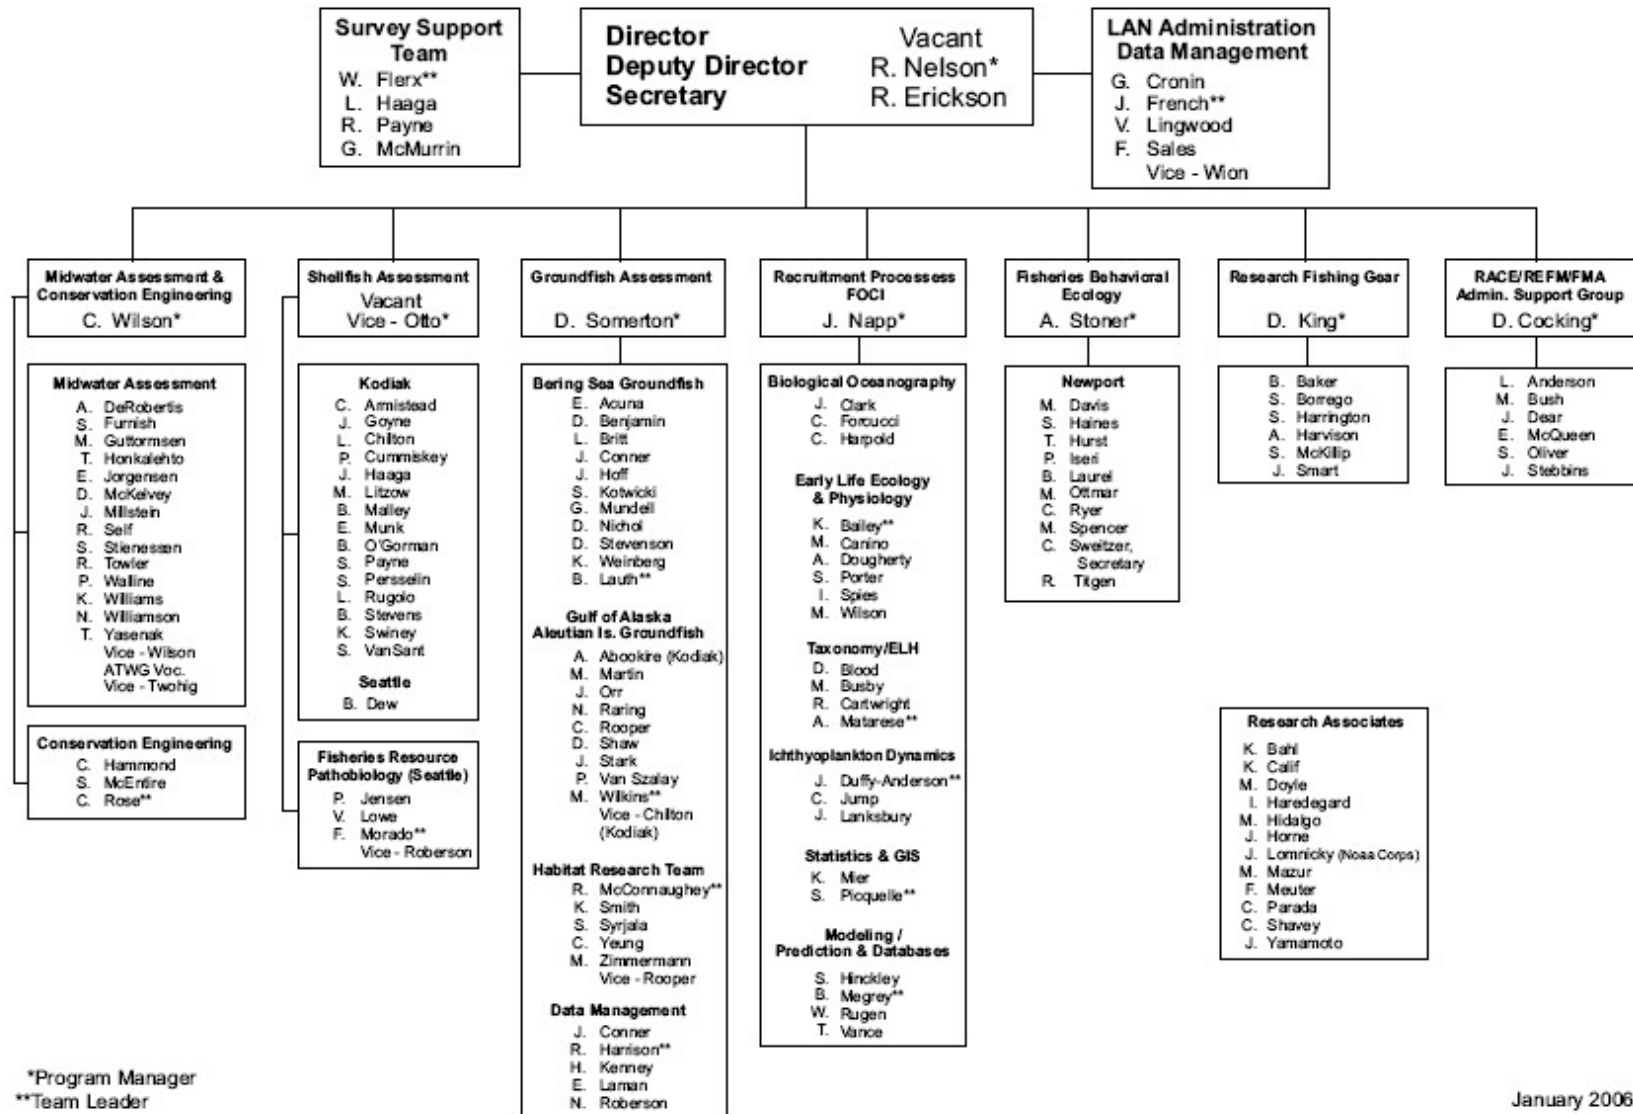 Survey Support
Team
W. Flerx**
L. Haaga
R. Payne
G. McMurrin
Director Vacant
Deputy Director R. Nelson*
Secretary R. Erickson
LAN Administration
Data Management
G. Cronin
J. French**
V. Lingwood
F. Sales
Vice - Wion
Midwater Assessment &
Conservation Engineering
C. Wilson*
Midwater Assessment
A. DeRobertis
S. Furnish
M. Guttormsen
T. Honkalehto
E. Jorgensen
D. McKelvey
J. Millstein
R. Self
S. Stienessen
R. Towler
P. Walline
K. Williams
N. Williamson
T. Yasenak
Vice - Wilson
ATWG Voc.
Vice - Twohig
Conservation Engineering
C. Hammond
S. McEntire
C. Rose**
Shellfish Assessment
Vacant
Vice - Otto*
Kodiak
C. Armistead
J. Goyne
L. Chilton
P. Cummiskey
J. Haaga
M. Litzow
B. Malley
E. Munk
B. O'Gorman
S. Payne
S. Persselin
L. Rugolo
B. Stevens
K. Swiney
S. VanSant
Seattle
B. Dew
Fisheries Resource
Pathobiology (Seattle)
P. Jensen
V. Lowe
F. Morado**
Vice - Roberson
Groundfish Assessment
D. Somerton*
Bering Sea Groundfish
E. Acuna
D. Benjamin
L. Britt
J. Conner
J. Hoff
S. Kotwicki
G. Mundell
D. Nichol
D. Stevenson
K. Weinberg
B. Lauth**
Gulf of Alaska
Aleutian Is. Groundfish
A. Abookire (Kodiak)
M. Martin
J. Orr
N. Raring
C. Rooper
D. Shaw
J. Stark
P. Van Szalay
M. Wilkins**
Vice - Chilton
(Kodiak)
Habitat Research Team
R. McConnaughey**
K. Smith
S. Syrjala
C. Yeung
M. Zimmermann
Vice - Rooper
Data Management
J. Conner
R. Harrison**
H. Kenney
E. Laman
N. Roberson
Recruitment Processess
FOCI
J. Napp*
Biological Oceanography
J. Clark
C. Forcucci
C. Harpold
Early Life Ecology
& Physiology
K. Bailey**
M. Canino
A. Dougherty
S. Porter
I. Spies
M. Wilson
Taxonomy/ELH
D. Blood
M. Busby
R. Cartwright
A. Matarese**
Ichthyoplankton Dynamics
J. Duffy-Anderson**
C. Jump
J. Lanksbury
Statistics & GIS
K. Mier
S. Picquelle**
Modeling /
Prediction & Databases
S. Hinckley
B. Megrey**
W. Rugen
T. Vance
Fisheries Behavioral
Ecology
A. Stoner*
Newport
M. Davis
S. Haines
T. Hurst
P. Iseri
B. Laurel
M. Ottmar
C. Ryer
M. Spencer
C. Sweitzer,
Secretary
R. Titgen
Research Fishing Gear
D. King*
B. Baker
S. Borrego
S. Harrington
A. Harvison
S. McKillip
J. Smart
RACE/REFM/FMA
Admin. Support Group
D. Cocking*
L. Anderson
M. Bush
J. Dear
E. McQueen
S. Oliver
J. Stebbins
Research Associates
K. Bahl
K. Calif
M. Doyle
I. Haredegard
M. Hidalgo
J. Horne
J. Lomnicky (Noaa Corps)
M. Mazur
F. Meuter
C. Parada
C. Shavey
J. Yamamoto
*Program Manager
**Team Leader
January 2006